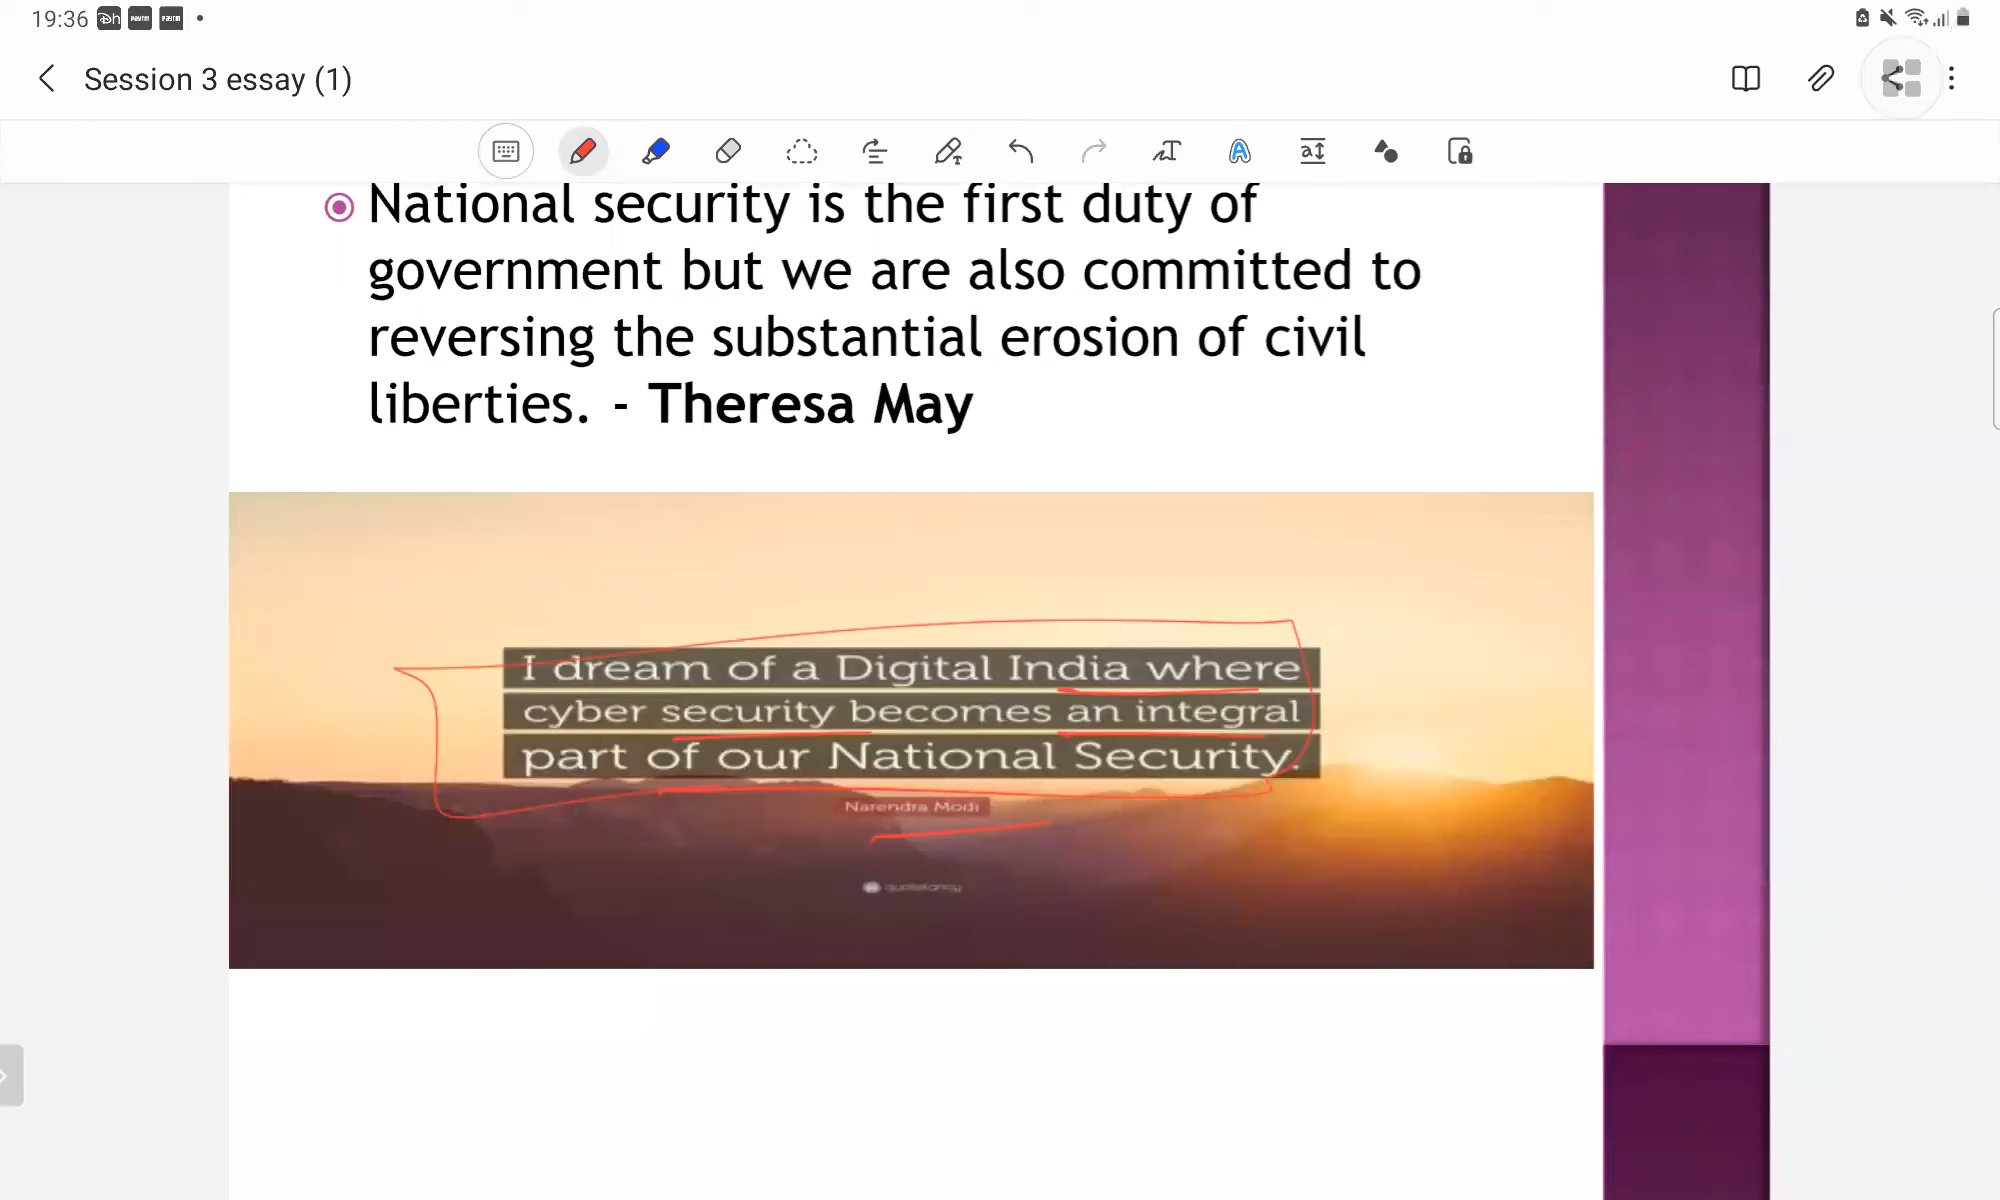 19:36
Session 3 essay (1)
National security is the first duty of
government but we are also committed to
reversing the substantial erosion of civil
liberties. - Theresa May
I dream of a Digital India where
cyber security becomes an integral
part of our National Security.
Narendra Modi
quotefancy